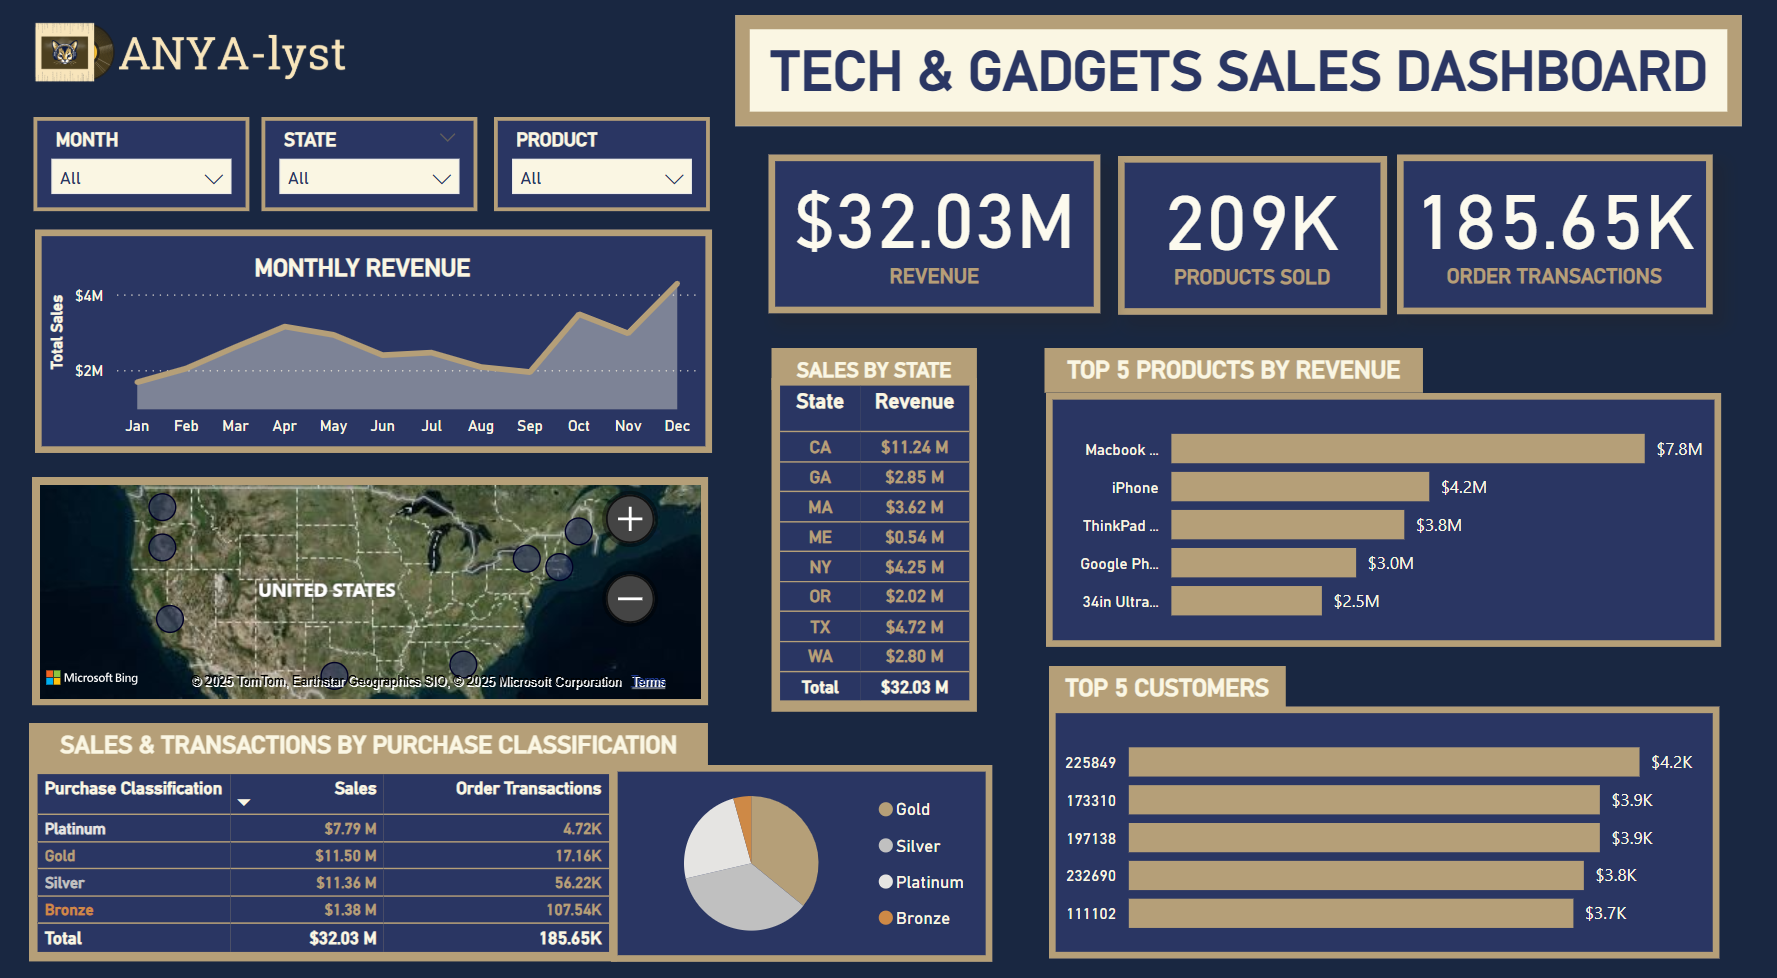 ANYA-lyst
TECH & GADGETS SALES DASHBOARD
MONTH
All
STATE
All
PRODUCT
All
$32.03M
REVENUE
209K
PRODUCTS SOLD
185.65K
ORDER TRANSACTIONS
MONTHLY REVENUE
Total Sales
$4M
$2M
Jan Feb Mar Apr May Jun Jul Aug Sep Oct Nov Dec
UNITED STATES
Microsoft Bing
© 2025 TomTom, Earthstar Geographics SIO, © 2025 Microsoft Corporation Terms
SALES BY STATE
State Revenue
CA $11.24 M
GA $2.85 M
MA $3.62 M
ME $0.54 M
NY $4.25 M
OR $2.02 M
TX $4.72 M
WA $2.80 M
Total $32.03 M
TOP 5 PRODUCTS BY REVENUE
Macbook ... $7.8M
iPhone $4.2M
ThinkPad ... $3.8M
Google Ph... $3.0M
34in Ultra... $2.5M
SALES & TRANSACTIONS BY PURCHASE CLASSIFICATION
Purchase Classification Sales Order Transactions
Platinum $7.79 M 4.72K
Gold $11.50 M 17.16K
Silver $11.36 M 56.22K
Bronze $1.38 M 107.54K
Total $32.03 M 185.65K
Gold
Silver
Platinum
Bronze
TOP 5 CUSTOMERS
225849 $4.2K
173310 $3.9K
197138 $3.9K
232690 $3.8K
111102 $3.7K